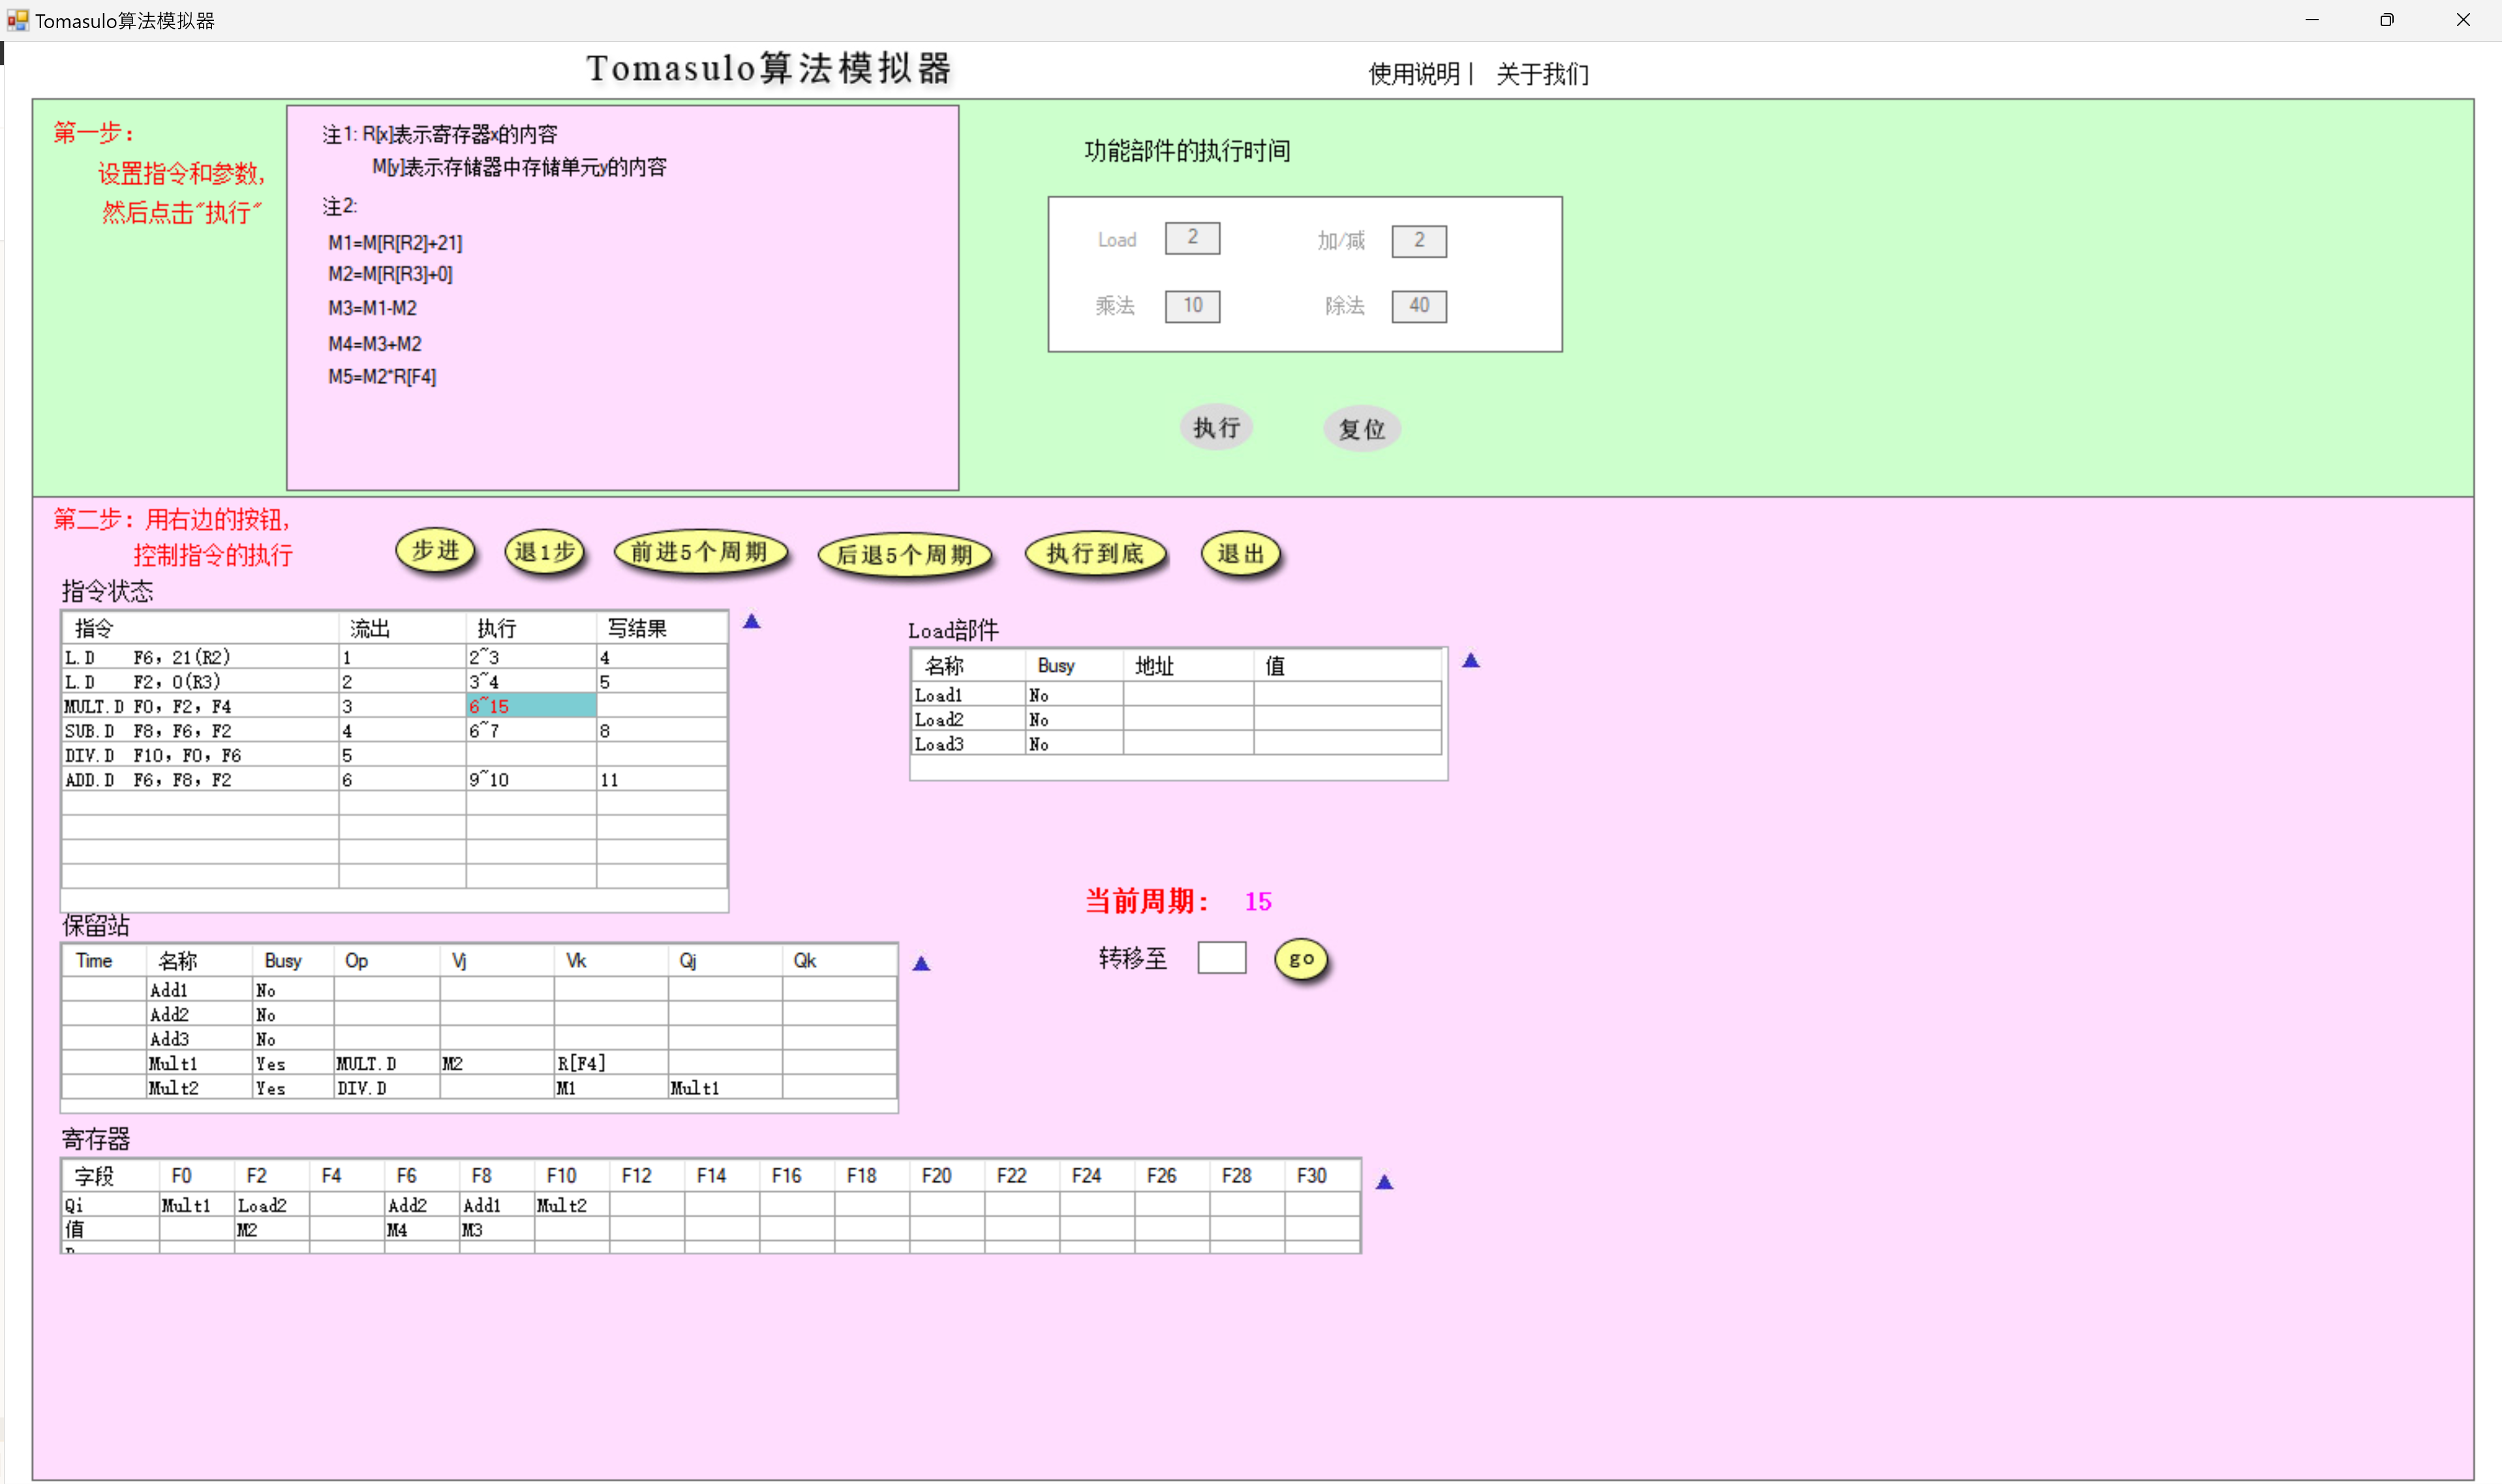 Tomasulo算法模拟器
Tomasulo算法模拟器
使用说明 | 关于我们
第一步：
设置指令和参数，
然后点击"执行"
注1: R[x]表示寄存器x的内容
M[y]表示存储器中存储单元y的内容
注2:
M1=M[R[R2]+21]
M2=M[R[R3]+0]
M3=M1-M2
M4=M3+M2
M5=M2*R[F4]
功能部件的执行时间
Load 2 加/减 2
乘法 10 除法 40
执行 复位
第二步：用右边的按钮，
控制指令的执行
步进 退1步 前进5个周期 后退5个周期 执行到底 退出
指令状态
指令 流出 执行 写结果
L.D F6, 21(R2) 1 2~3 4
L.D F2, 0(R3) 2 3~4 5
MULT.D F0, F2, F4 3 6~15
SUB.D F8, F6, F2 4 6~7 8
DIV.D F10, F0, F6 5
ADD.D F6, F8, F2 6 9~10 11
Load部件
名称 Busy 地址 值
Load1 No
Load2 No
Load3 No
当前周期： 15
转移至 go
保留站
Time 名称 Busy Op Vj Vk Qj Qk
Add1 No
Add2 No
Add3 No
Mult1 Yes MULT.D M2 R[F4]
Mult2 Yes DIV.D M1 Mult1
寄存器
字段 F0 F2 F4 F6 F8 F10 F12 F14 F16 F18 F20 F22 F24 F26 F28 F30
Qi Mult1 Load2 Add2 Add1 Mult2
值 M2 M4 M3